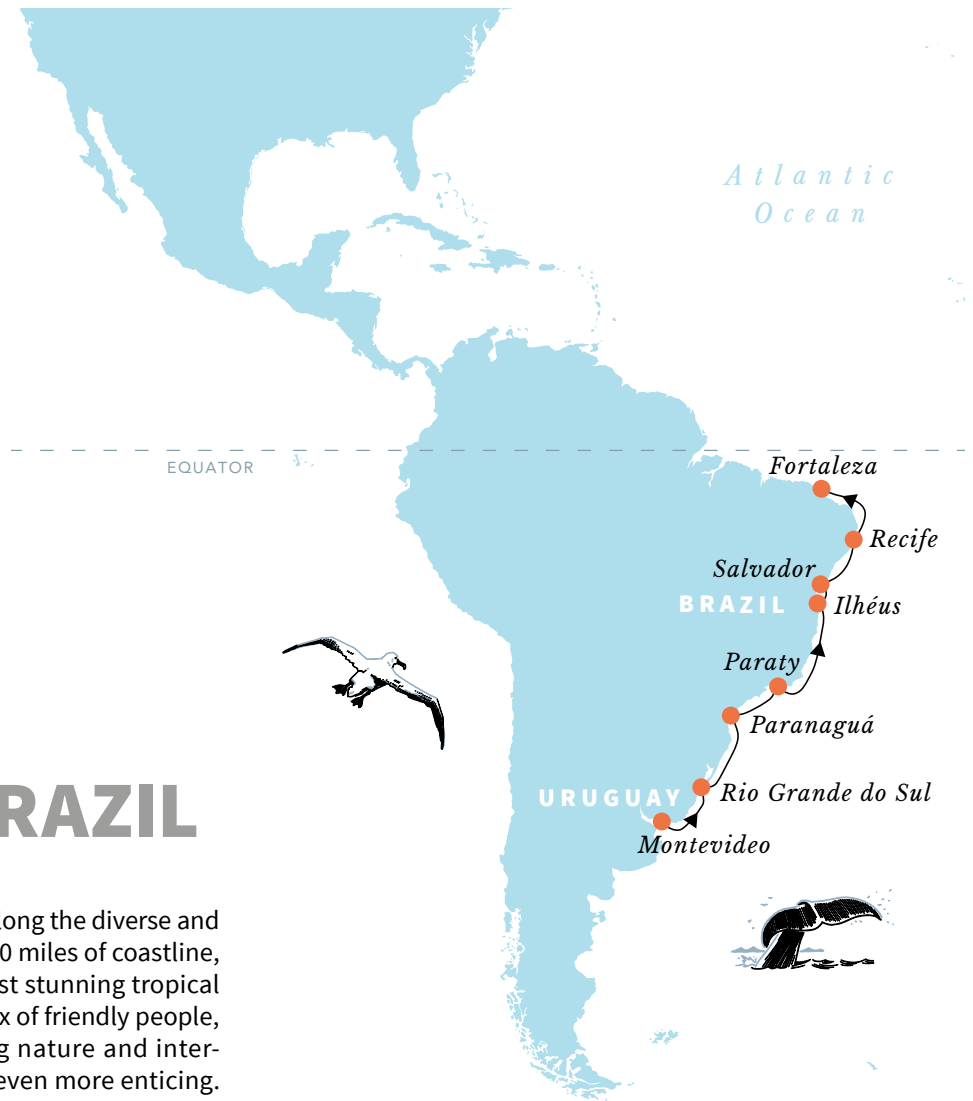 Atlantic
Ocean
EQUATOR
Fortaleza
Recife
Salvador
BRAZIL
Ilhéus
Paraty
Paranaguá
URUGUAY
Rio Grande do Sul
Montevideo
RAZIL
long the diverse and
0 miles of coastline,
st stunning tropical
x of friendly people,
g nature and inter-
even more enticing.